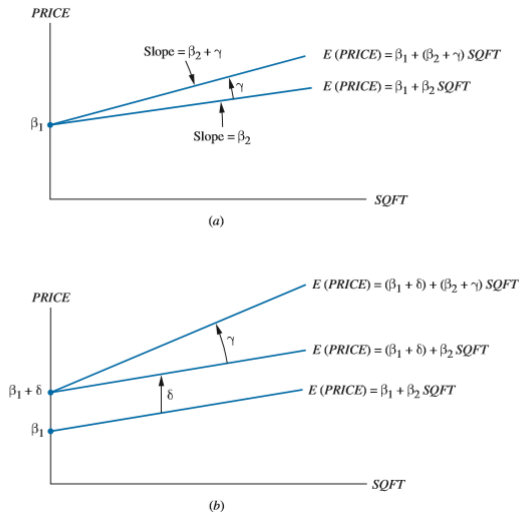 PRICE
Slope = β₂ + γ
E (PRICE) = β₁ + (β₂ + γ) SQFT
γ
E (PRICE) = β₁ + β₂ SQFT
β₁
Slope = β₂
SQFT
(a)
E (PRICE) = (β₁ + δ) + (β₂ + γ) SQFT
PRICE
γ
E (PRICE) = (β₁ + δ) + β₂ SQFT
β₁ + δ
δ
E (PRICE) = β₁ + β₂ SQFT
β₁
SQFT
(b)